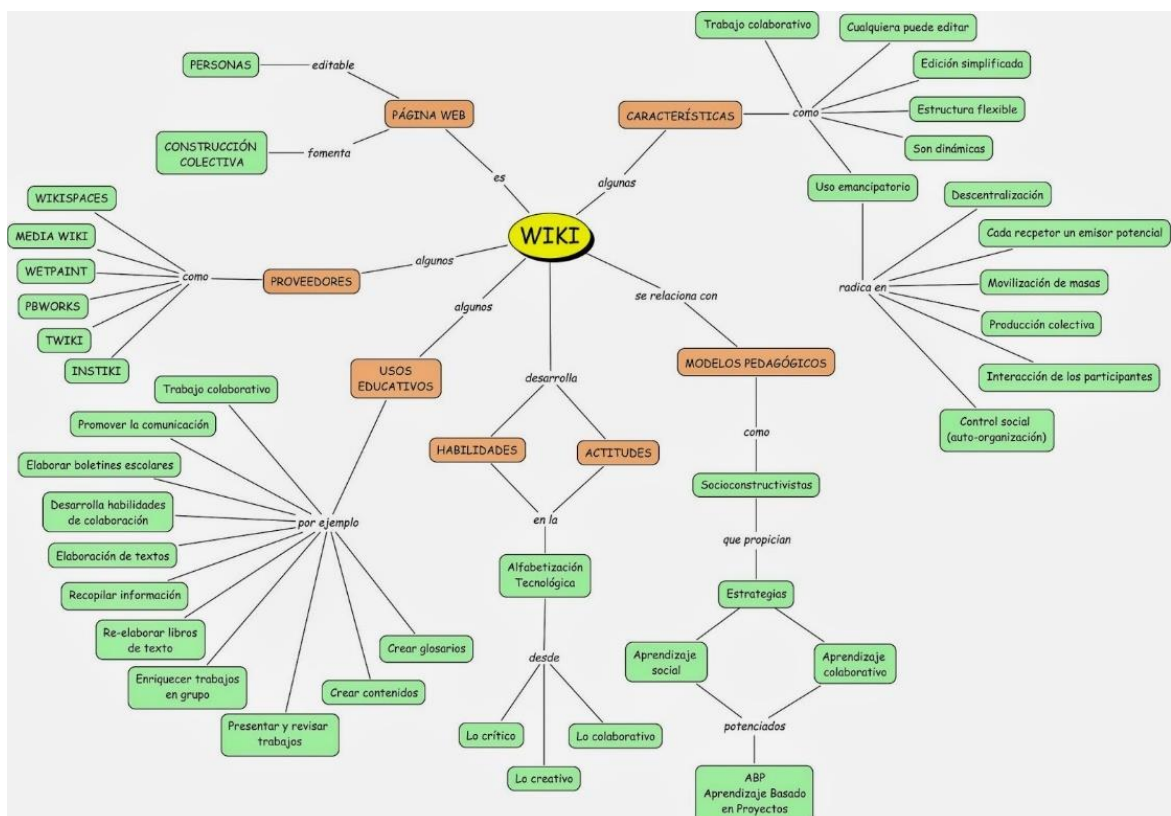 Trabajo colaborativo
Cualquiera puede editar
PERSONAS
editable
Edición simplificada
PÁGINA WEB
CARACTERÍSTICAS
como
Estructura flexible
CONSTRUCCIÓN
COLECTIVA
fomenta
Son dinámicas
es
algunas
Uso emancipatorio
Descentralización
WIKISPACES
WIKI
Cada recpetor un emisor potencial
MEDIA WIKI
WETPAINT
como
PROVEEDORES
algunos
radica en
Movilización de masas
PBWORKS
algunos
se relaciona con
Producción colectiva
TWIKI
INSTIKI
USOS
EDUCATIVOS
MODELOS PEDAGÓGICOS
Interacción de los participantes
Trabajo colaborativo
desarrolla
Promover la comunicación
Control social
(auto-organización)
HABILIDADES
ACTITUDES
como
Elaborar boletines escolares
Socioconstructivistas
Desarrolla habilidades
de colaboración
por ejemplo
en la
Elaboración de textos
que propician
Alfabetización
Tecnológica
Recopilar información
Estrategias
Re-elaborar libros
de texto
Crear glosarios
desde
Aprendizaje
social
Aprendizaje
colaborativo
Enriquecer trabajos
en grupo
Crear contenidos
Presentar y revisar
trabajos
Lo crítico
Lo colaborativo
potenciados
Lo creativo
ABP
Aprendizaje Basado
en Proyectos